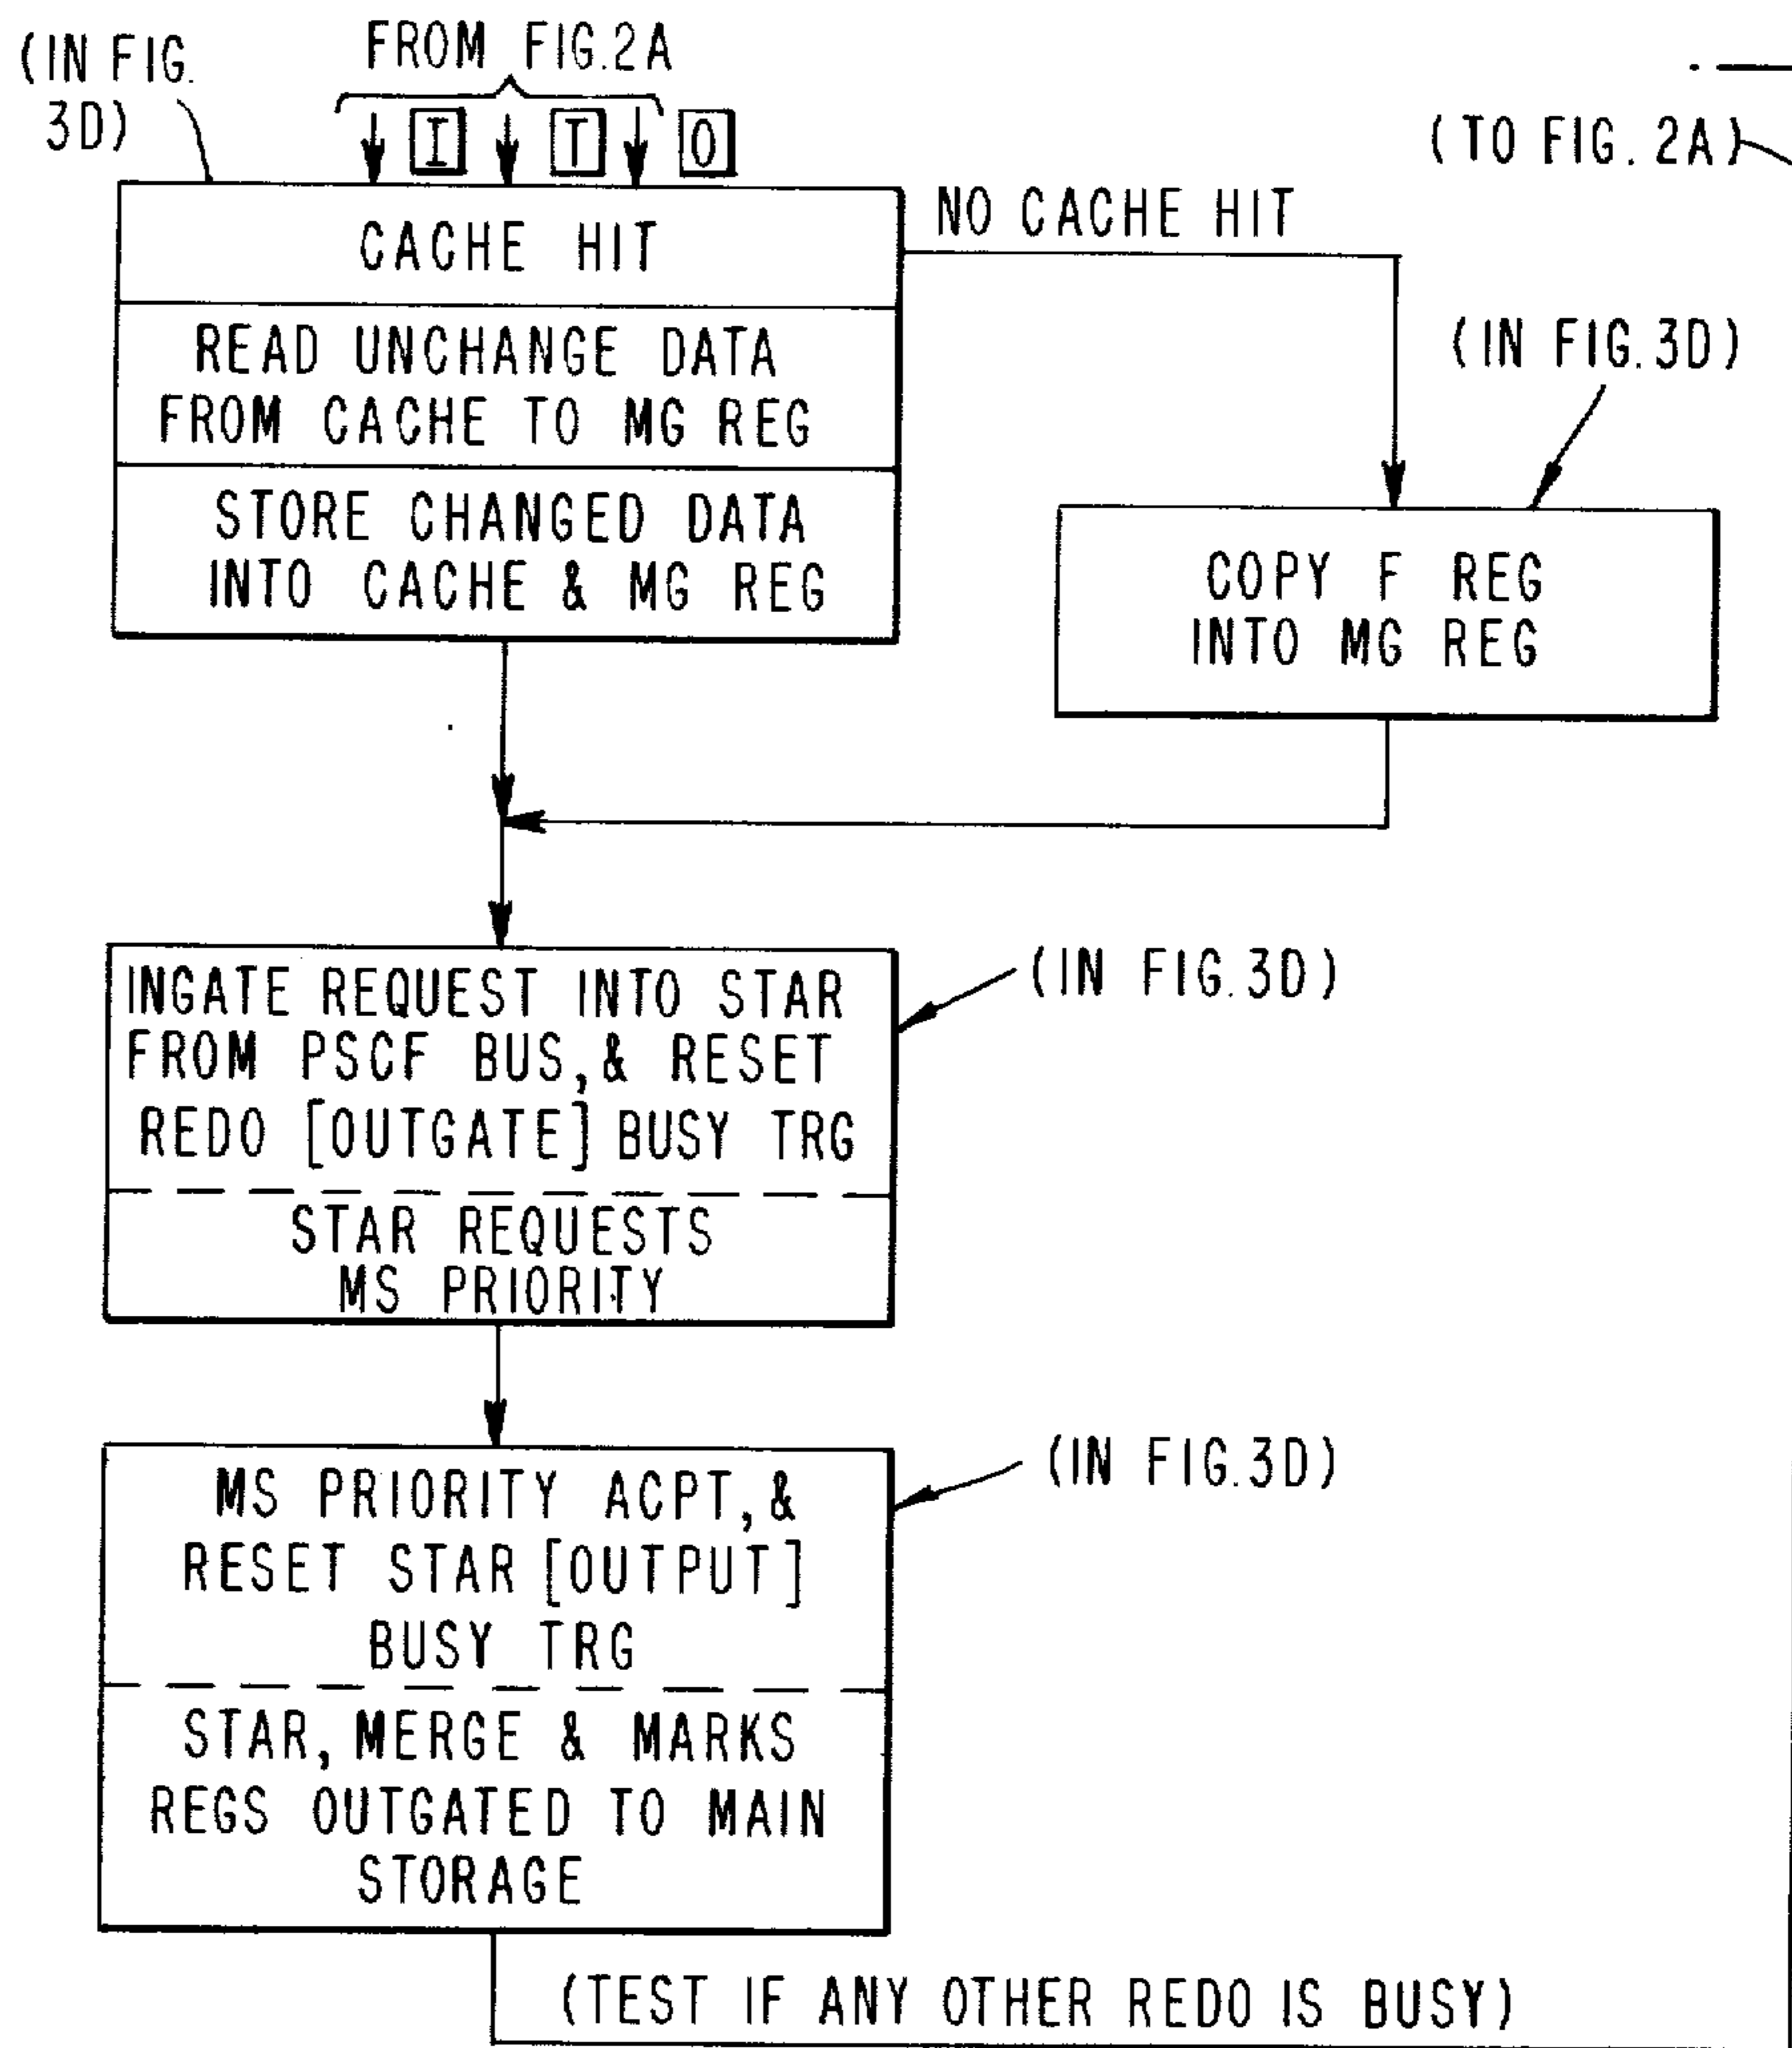 (IN FIG.
3D)
FROM FIG.2A
I T O
(TO FIG. 2A)
CACHE HIT
NO CACHE HIT
READ UNCHANGE DATA
FROM CACHE TO MG REG
(IN FIG.3D)
STORE CHANGED DATA
INTO CACHE & MG REG
COPY F REG
INTO MG REG
INGATE REQUEST INTO STAR
FROM PSCF BUS,& RESET
REDO [OUTGATE] BUSY TRG
(IN FIG.3D)
STAR REQUESTS
MS PRIORITY
MS PRIORITY ACPT,&
RESET STAR [OUTPUT]
BUSY TRG
(IN FIG.3D)
STAR, MERGE & MARKS
REGS OUTGATED TO MAIN
STORAGE
(TEST IF ANY OTHER REDO IS BUSY)